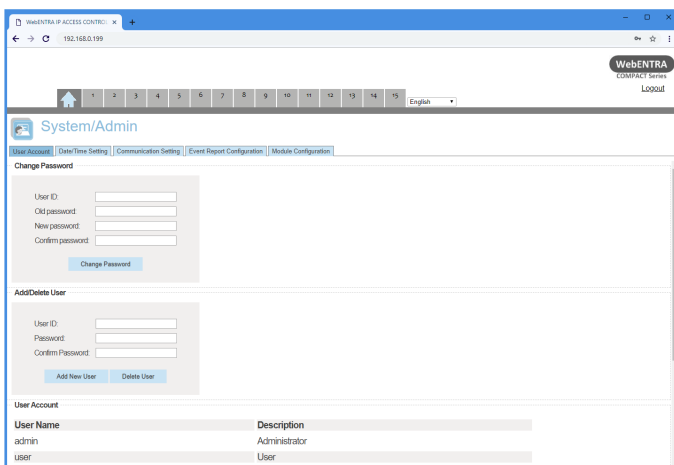 WebENTRA IP ACCESS CONTROL
192.168.0.199
WebENTRA
COMPACT Series
Logout
1 2 3 4 5 6 7 8 9 10 11 12 13 14 15 English
System/Admin
User Account Date/Time Setting Communication Setting Event Report Configuration Module Configuration
Change Password
User ID:
Old password:
New password:
Confirm password:
Change Password
Add/Delete User
User ID:
Password:
Confirm Password:
Add New User Delete User
User Account
User Name Description
admin Administrator
user User